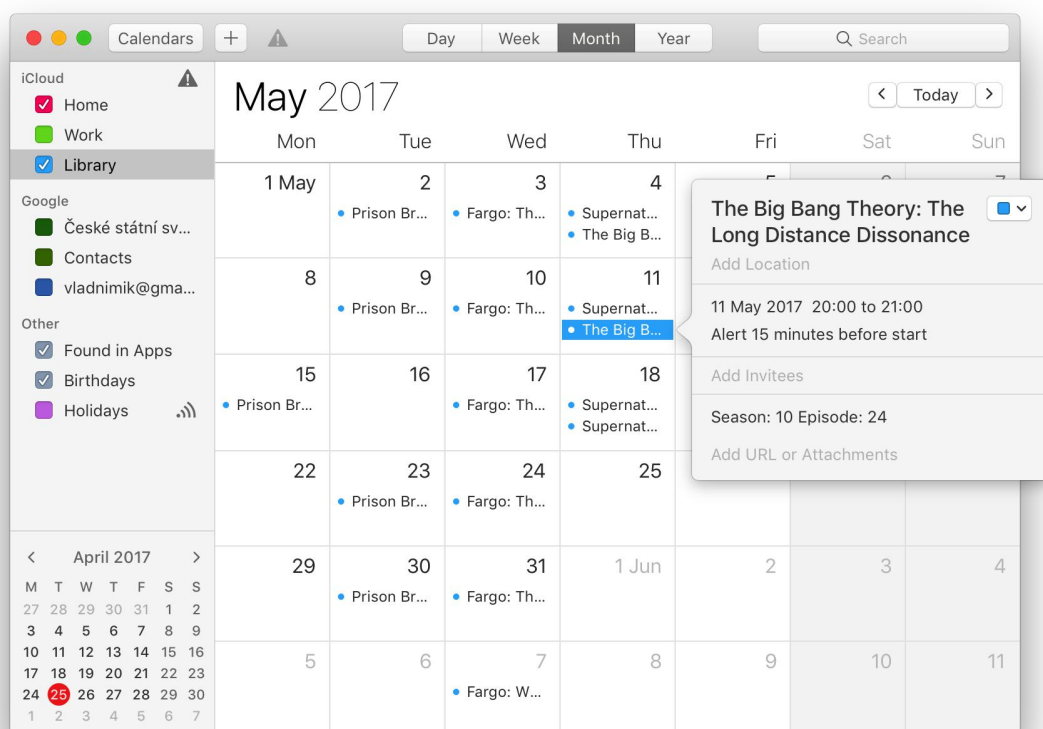 Calendars + Day Week Month Year Search
iCloud
Home
Work
Library
Google
České státní sv...
Contacts
vladnimik@gma...
Other
Found in Apps
Birthdays
Holidays
April 2017
M T W T F S S
27 28 29 30 31 1 2
3 4 5 6 7 8 9
10 11 12 13 14 15 16
17 18 19 20 21 22 23
24 25 26 27 28 29 30
1 2 3 4 5 6 7
May 2017
Today
Mon Tue Wed Thu Fri Sat Sun
1 May 2 3 4
Prison Br... Fargo: Th... Supernat...
The Big B...
8 9 10 11
Prison Br... Fargo: Th... Supernat...
The Big B...
15 16 17 18
Prison Br... Fargo: Th... Supernat...
Supernat...
22 23 24 25
Prison Br... Fargo: Th...
29 30 31 1 Jun 2 3 4
Prison Br... Fargo: Th...
5 6 7 8 9 10 11
Fargo: W...
The Big Bang Theory: The
Long Distance Dissonance
Add Location
11 May 2017 20:00 to 21:00
Alert 15 minutes before start
Add Invitees
Season: 10 Episode: 24
Add URL or Attachments